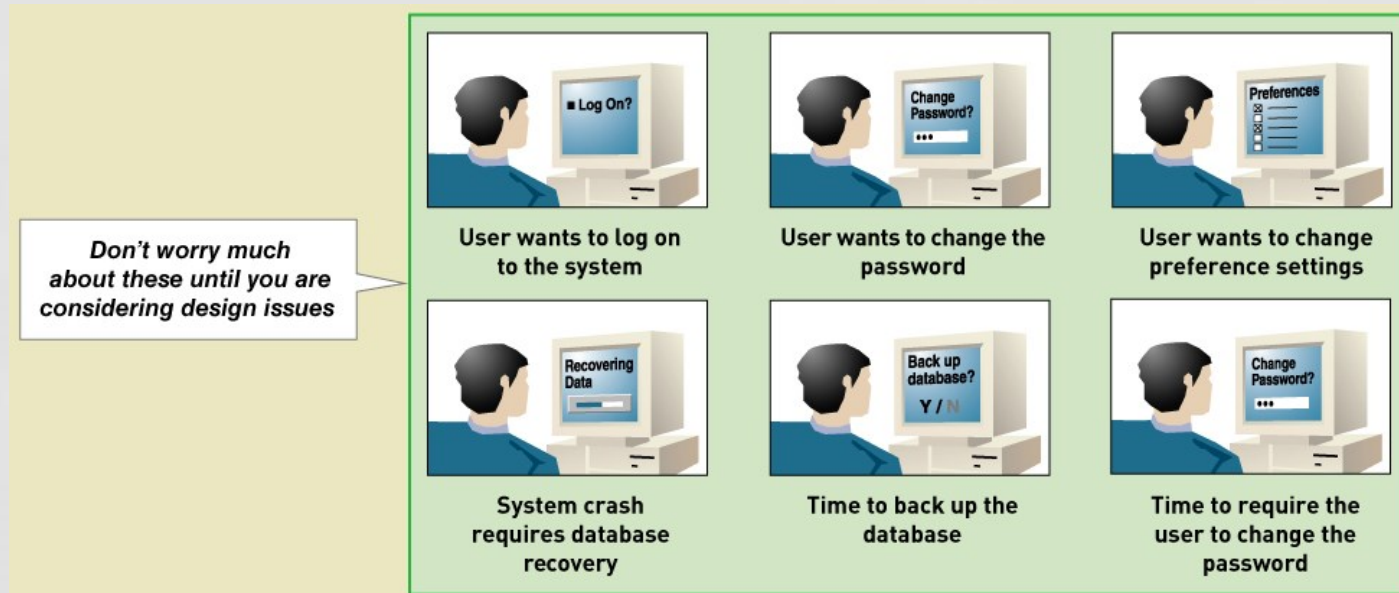 Don't worry much
about these until you are
considering design issues
■ Log On?
User wants to log on
to the system
Change
Password?
•••
User wants to change the
password
Preferences
User wants to change
preference settings
Recovering
Data
System crash
requires database
recovery
Back up
database?
Y / N
Time to back up the
database
Change
Password?
•••
Time to require the
user to change the
password